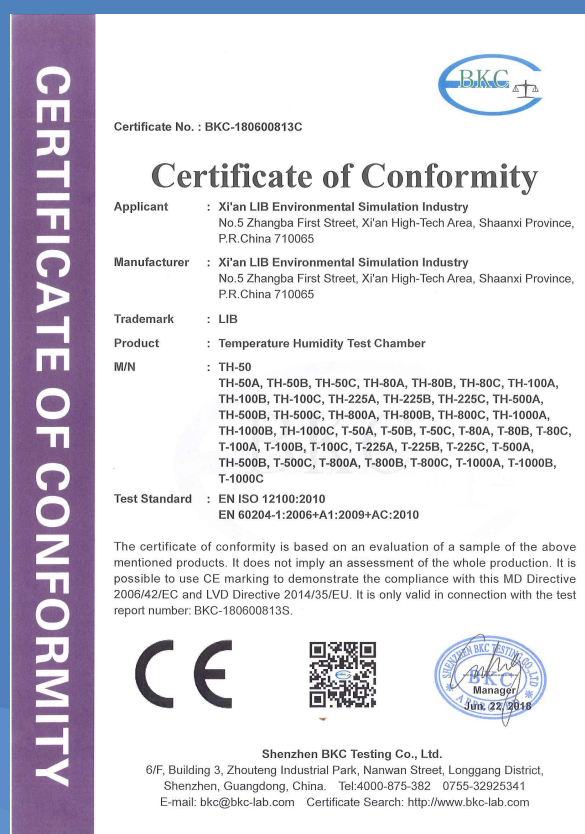 CERTIFICATE OF CONFORMITY
BKC
Certificate No. : BKC-180600813C
Certificate of Conformity
Applicant : Xi'an LIB Environmental Simulation Industry
No.5 Zhangba First Street, Xi'an High-Tech Area, Shaanxi Province,
P.R.China 710065
Manufacturer : Xi'an LIB Environmental Simulation Industry
No.5 Zhangba First Street, Xi'an High-Tech Area, Shaanxi Province,
P.R.China 710065
Trademark : LIB
Product : Temperature Humidity Test Chamber
M/N : TH-50
TH-50A, TH-50B, TH-50C, TH-80A, TH-80B, TH-80C, TH-100A,
TH-100B, TH-100C, TH-225A, TH-225B, TH-225C, TH-500A,
TH-500B, TH-500C, TH-800A, TH-800B, TH-800C, TH-1000A,
TH-1000B, TH-1000C, T-50A, T-50B, T-50C, T-80A, T-80B, T-80C,
T-100A, T-100B, T-100C, T-225A, T-225B, T-225C, T-500A,
TH-500B, T-500C, T-800A, T-800B, T-800C, T-1000A, T-1000B,
T-1000C
Test Standard : EN ISO 12100:2010
EN 60204-1:2006+A1:2009+AC:2010
The certificate of conformity is based on an evaluation of a sample of the above
mentioned products. It does not imply an assessment of the whole production. It is
possible to use CE marking to demonstrate the compliance with this MD Directive
2006/42/EC and LVD Directive 2014/35/EU. It is only valid in connection with the test
report number: BKC-180600813S.
CE
SHENZHEN BKC TESTING CO., LTD
BKC
Manager
Jun. 22, 2018
Shenzhen BKC Testing Co., Ltd.
6/F, Building 3, Zhouteng Industrial Park, Nanwan Street, Longgang District,
Shenzhen, Guangdong, China. Tel:4000-875-382 0755-32925341
E-mail: bkc@bkc-lab.com Certificate Search: http://www.bkc-lab.com